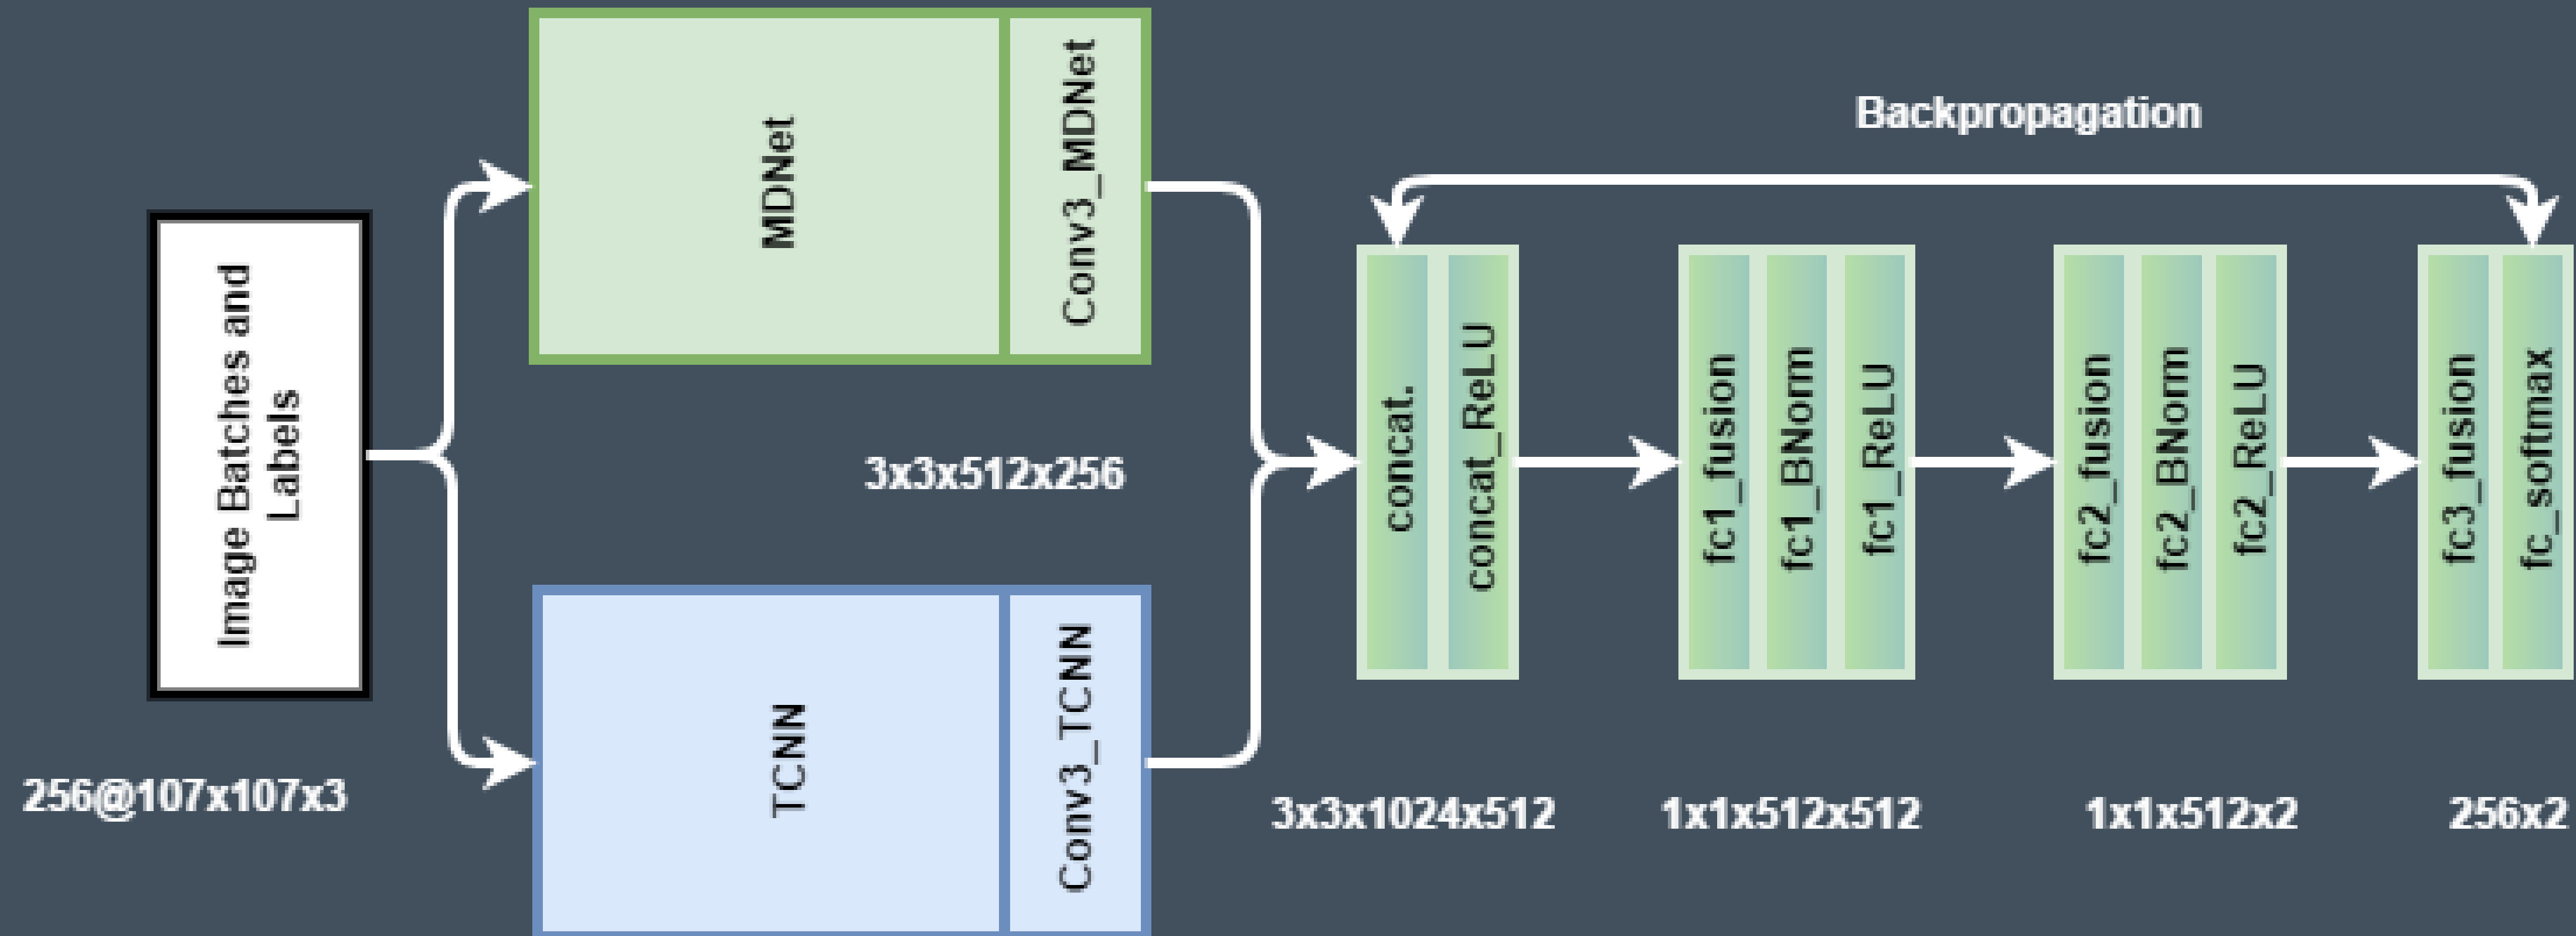 Image Batches and
Labels
256@107x107x3
MDNet
Conv3_MDNet
3x3x512x256
TCNN
Conv3_TCNN
Backpropagation
concat.
concat_ReLU
3x3x1024x512
fc1_fusion
fc1_BNorm
fc1_ReLU
1x1x512x512
fc2_fusion
fc2_BNorm
fc2_ReLU
1x1x512x2
fc3_fusion
fc_softmax
256x2